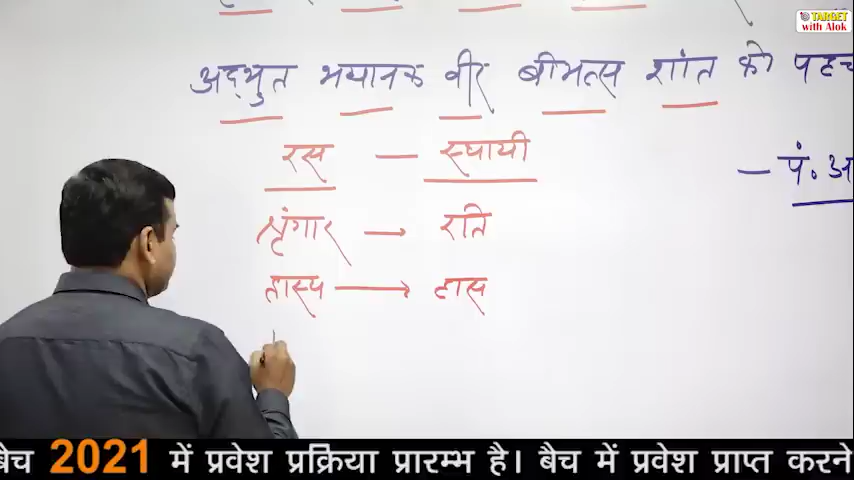 TARGET
with Alok
अद्भुत भयानक वीर बीभत्स शांत को पहच
रस — स्थायी
— पं. अ
श्रृंगार → रति
हास्य → हास
बैच 2021 में प्रवेश प्रक्रिया प्रारम्भ है। बैच में प्रवेश प्राप्त करने